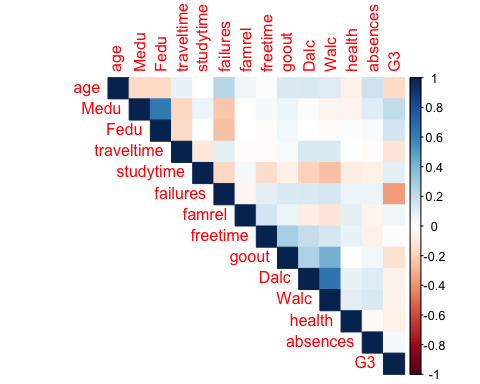 age
Medu
Fedu
traveltime
studytime
failures
famrel
freetime
goout
Dalc
Walc
health
absences
G3
age
Medu
Fedu
traveltime
studytime
failures
famrel
freetime
goout
Dalc
Walc
health
absences
G3
1
0.8
0.6
0.4
0.2
0
-0.2
-0.4
-0.6
-0.8
-1